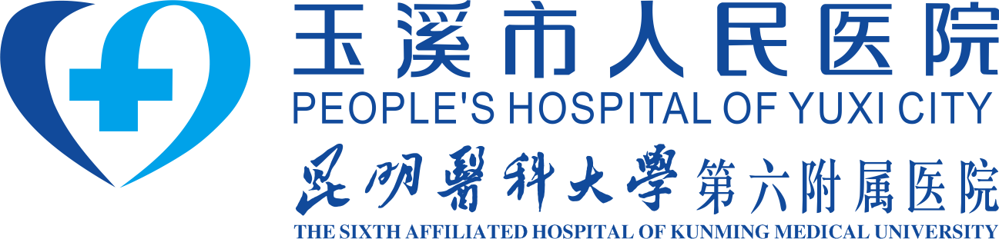 玉溪市人民医院
PEOPLE'S HOSPITAL OF YUXI CITY
昆明醫科大學第六附属医院
THE SIXTH AFFILIATED HOSPITAL OF KUNMING MEDICAL UNIVERSITY